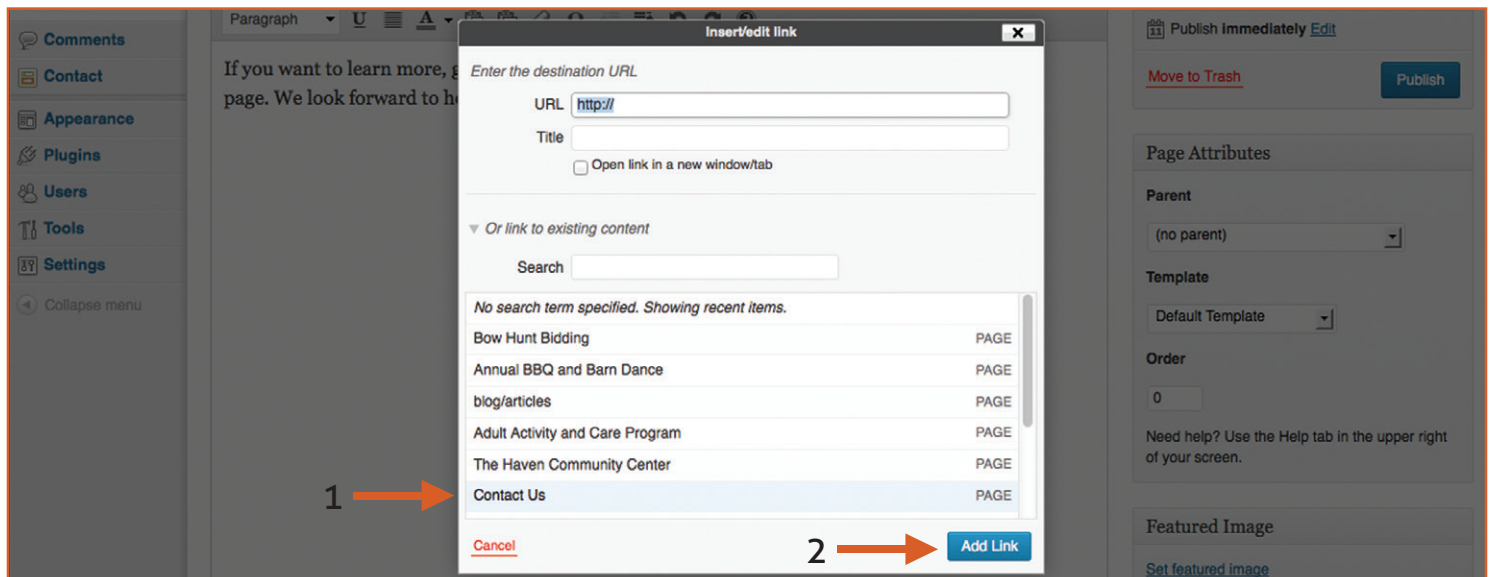 Comments
Contact
Appearance
Plugins
Users
Tools
Settings
Collapse menu
Paragraph
If you want to learn more, g
page. We look forward to h
Insert/edit link
Enter the destination URL
URL http://
Title
Open link in a new window/tab
Or link to existing content
Search
No search term specified. Showing recent items.
Bow Hunt Bidding PAGE
Annual BBQ and Barn Dance PAGE
blog/articles PAGE
Adult Activity and Care Program PAGE
The Haven Community Center PAGE
1 Contact Us PAGE
Cancel 2 Add Link
Publish immediately Edit
Move to Trash Publish
Page Attributes
Parent
(no parent)
Template
Default Template
Order
0
Need help? Use the Help tab in the upper right
of your screen.
Featured Image
Set featured image